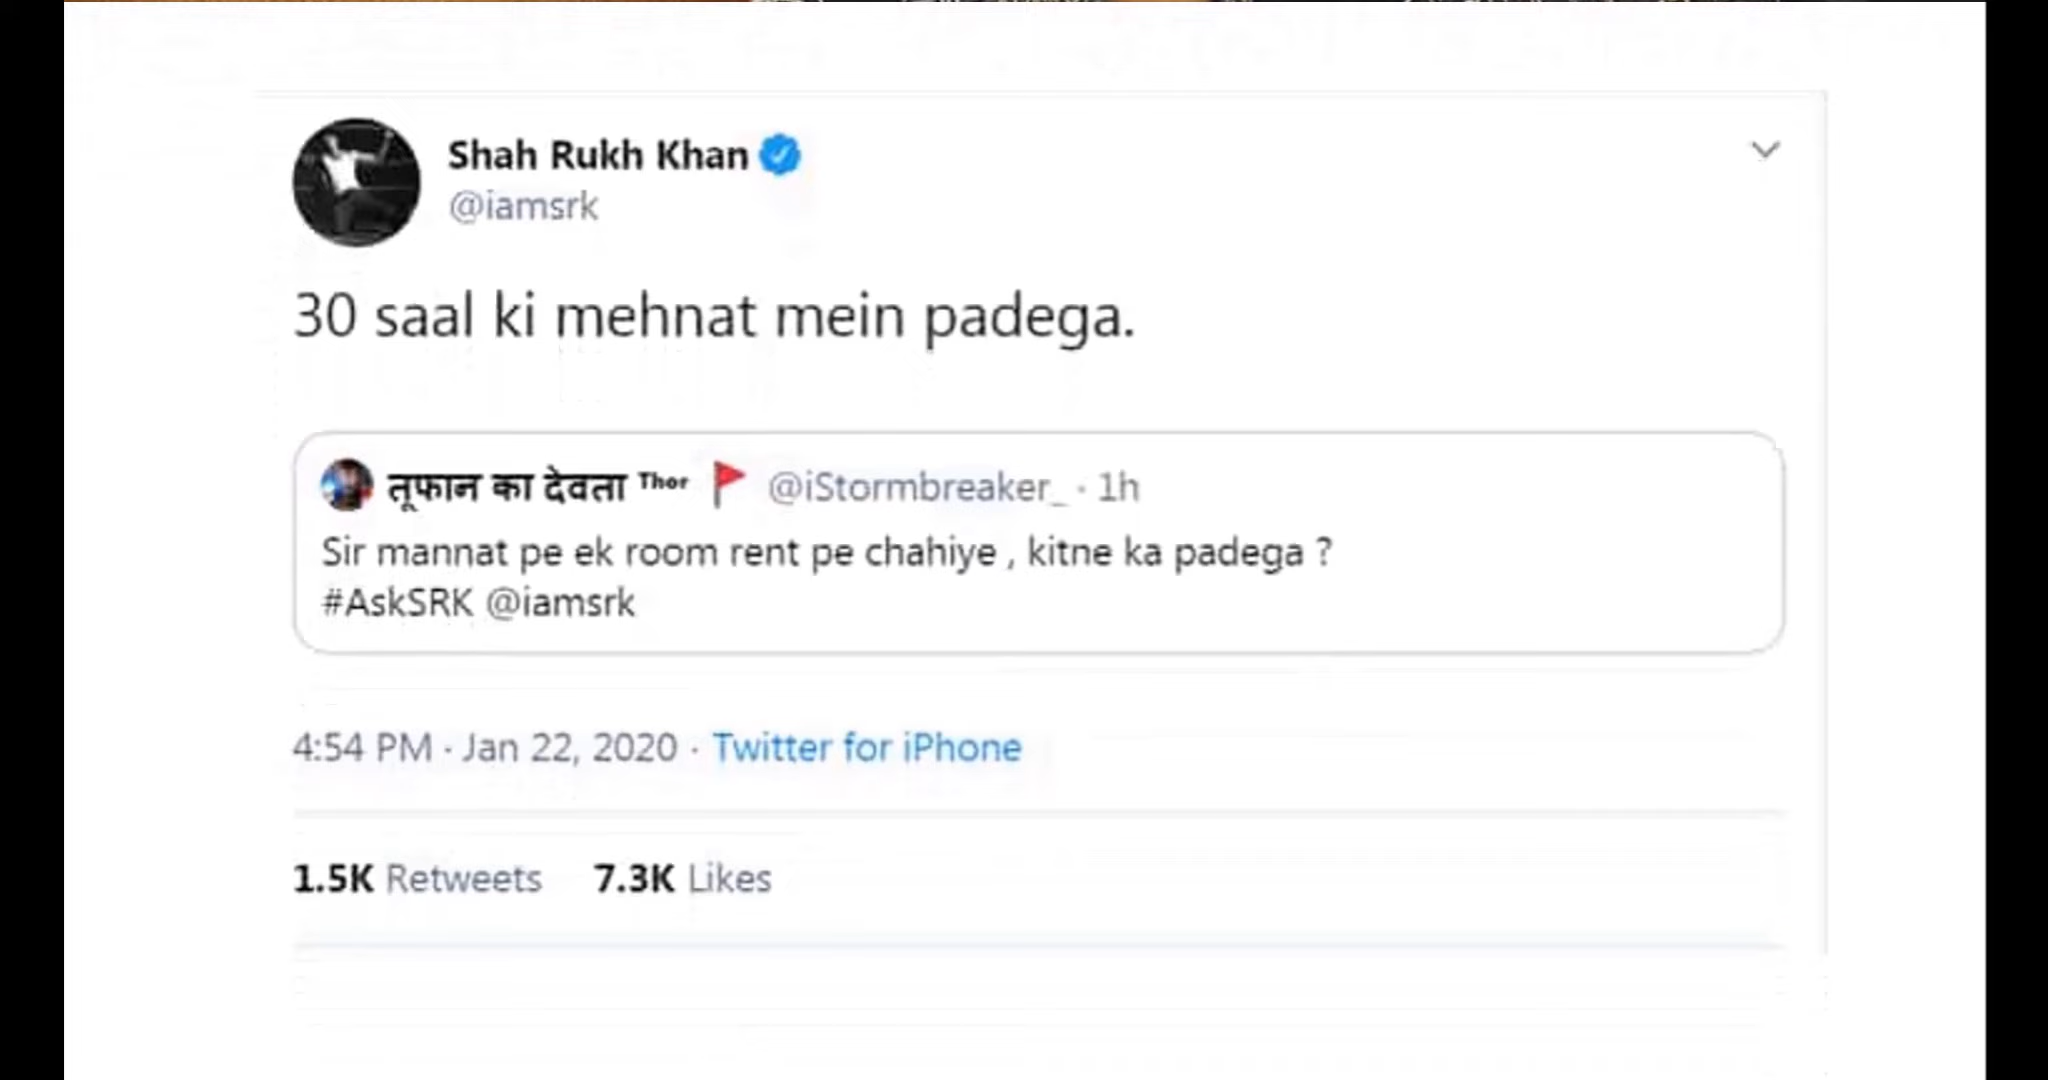 Shah Rukh Khan
@iamsrk
30 saal ki mehnat mein padega.
तूफान का देवता Thor 🚩 @iStormbreaker_ · 1h
Sir mannat pe ek room rent pe chahiye , kitne ka padega ?
#AskSRK @iamsrk
4:54 PM · Jan 22, 2020 · Twitter for iPhone
1.5K Retweets 7.3K Likes